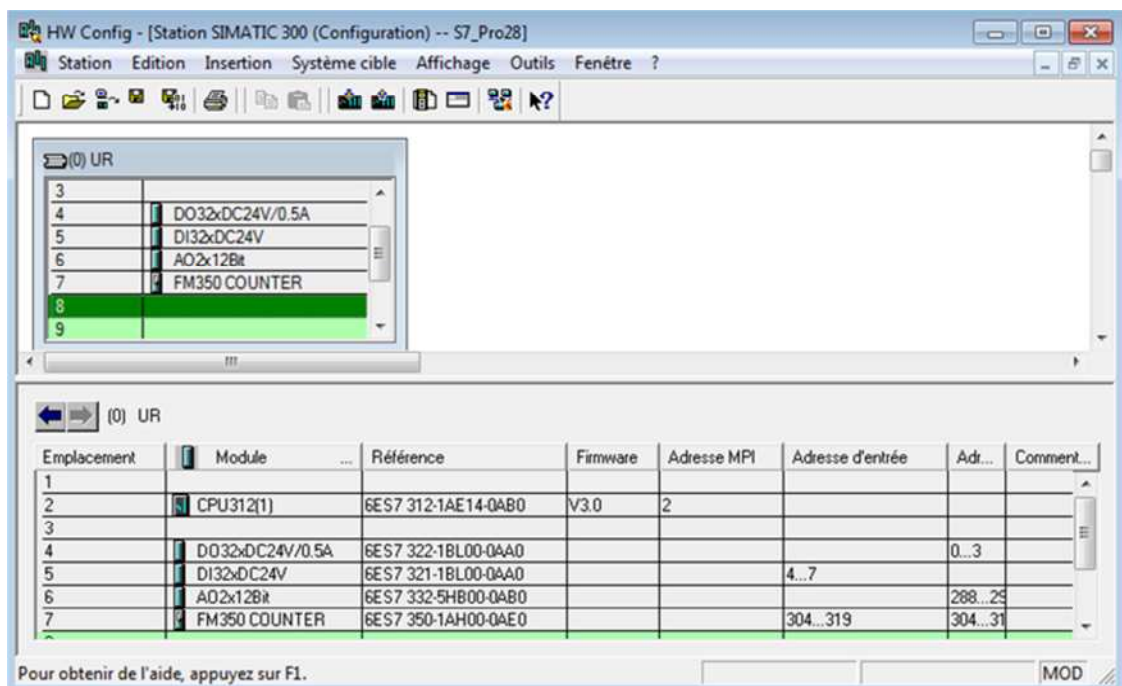 HW Config - [Station SIMATIC 300 (Configuration) -- S7_Pro28]
Station Edition Insertion Système cible Affichage Outils Fenêtre ?
(0) UR
3
4 DO32xDC24V/0.5A
5 DI32xDC24V
6 AO2x12Bit
7 FM350 COUNTER
8
9
(0) UR
Emplacement Module ... Référence Firmware Adresse MPI Adresse d'entrée Adr... Comment...
1
2 CPU312(1) 6ES7 312-1AE14-0AB0 V3.0 2
3
4 DO32xDC24V/0.5A 6ES7 322-1BL00-0AA0 0...3
5 DI32xDC24V 6ES7 321-1BL00-0AA0 4...7
6 AO2x12Bit 6ES7 332-5HB00-0AB0 288...29
7 FM350 COUNTER 6ES7 350-1AH00-0AE0 304...319 304...31
Pour obtenir de l'aide, appuyez sur F1. MOD